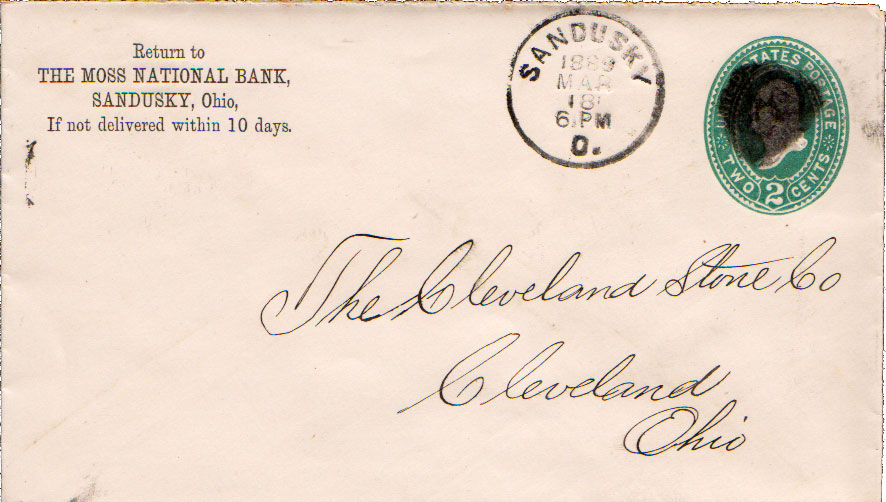 Return to
THE MOSS NATIONAL BANK,
SANDUSKY, Ohio,
If not delivered within 10 days.
SANDUSKY
1889
MAR
18
6 PM
O.
STATES POSTAGE
TWO 2 CENTS
The Cleveland Stone Co
Cleveland
Ohio